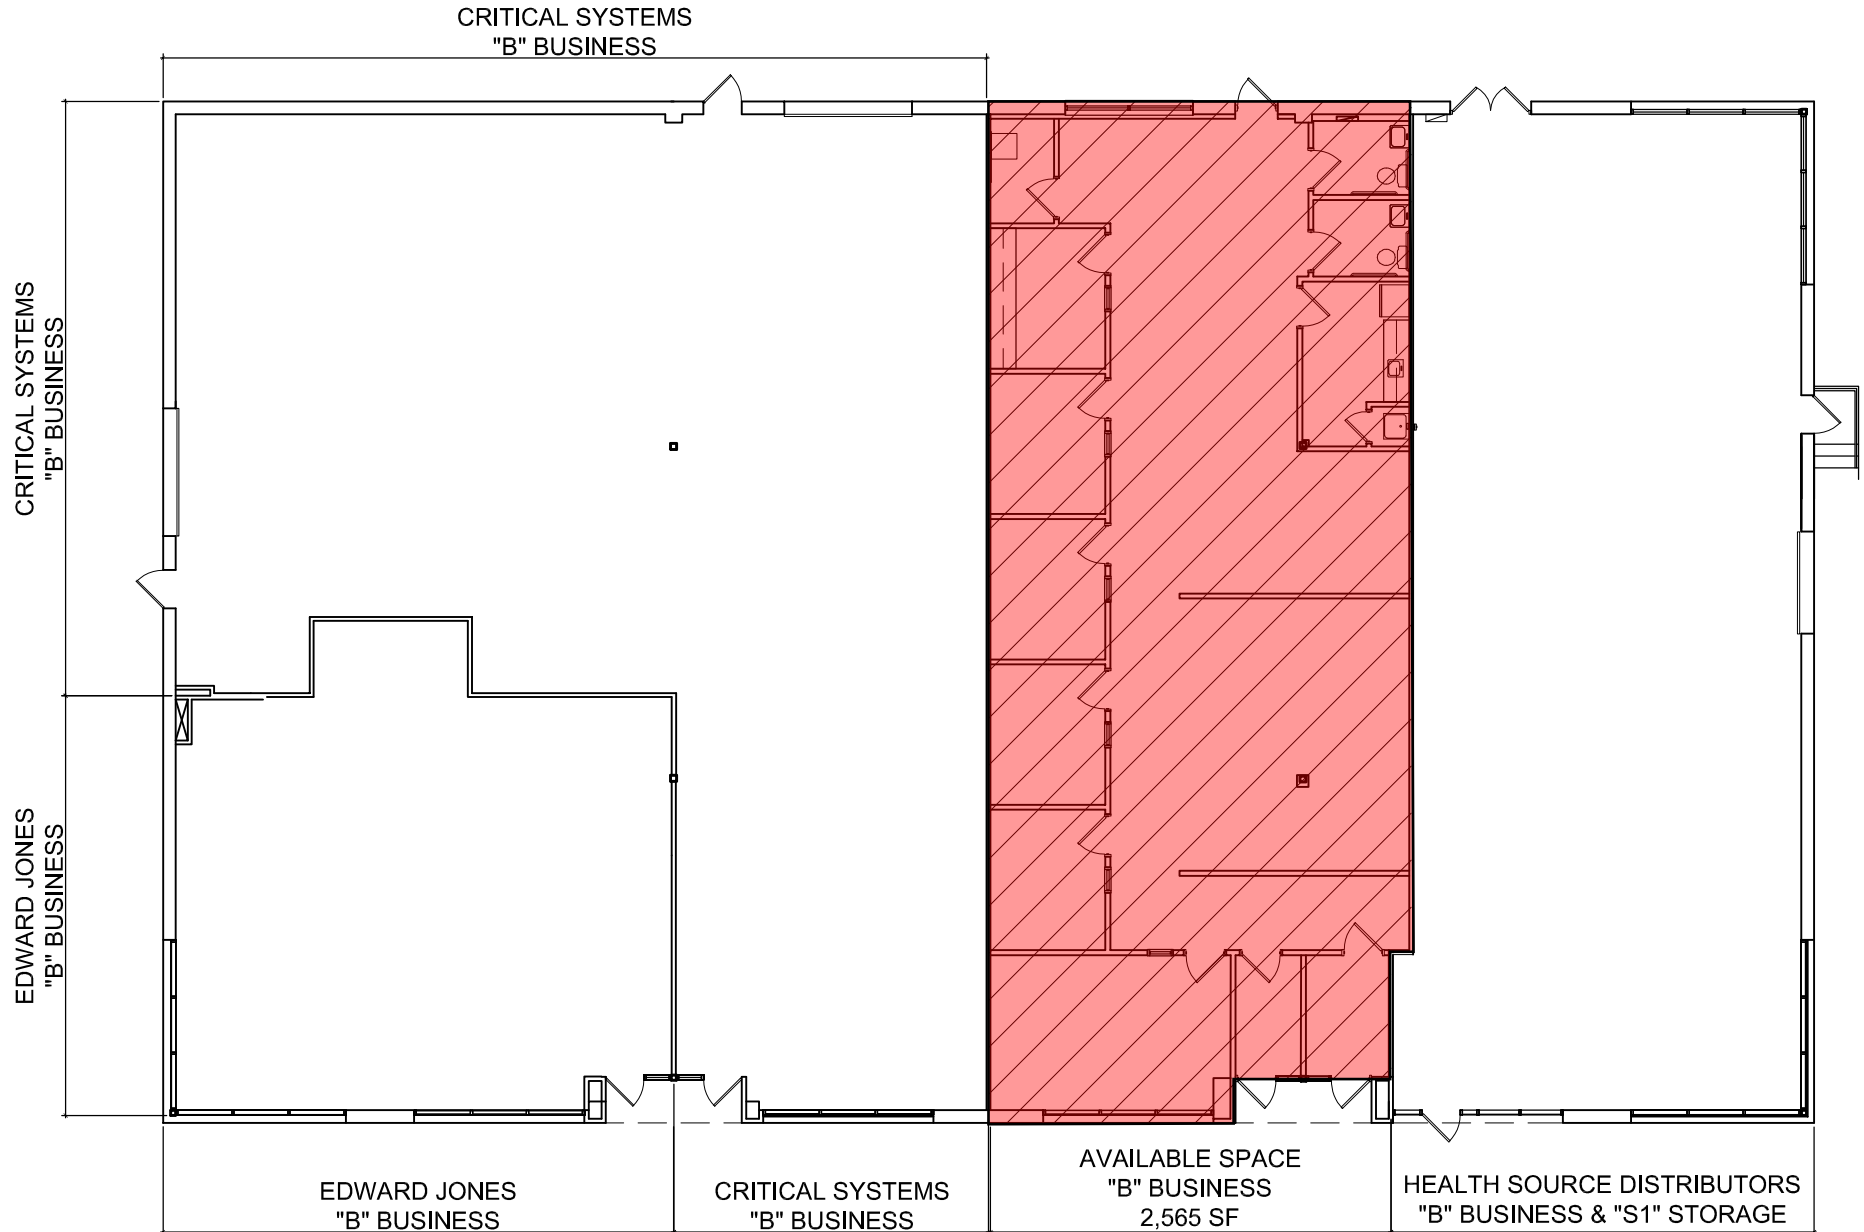 CRITICAL SYSTEMS
"B" BUSINESS
CRITICAL SYSTEMS
"B" BUSINESS
EDWARD JONES
"B" BUSINESS
EDWARD JONES
"B" BUSINESS
CRITICAL SYSTEMS
"B" BUSINESS
AVAILABLE SPACE
"B" BUSINESS
2,565 SF
HEALTH SOURCE DISTRIBUTORS
"B" BUSINESS & "S1" STORAGE